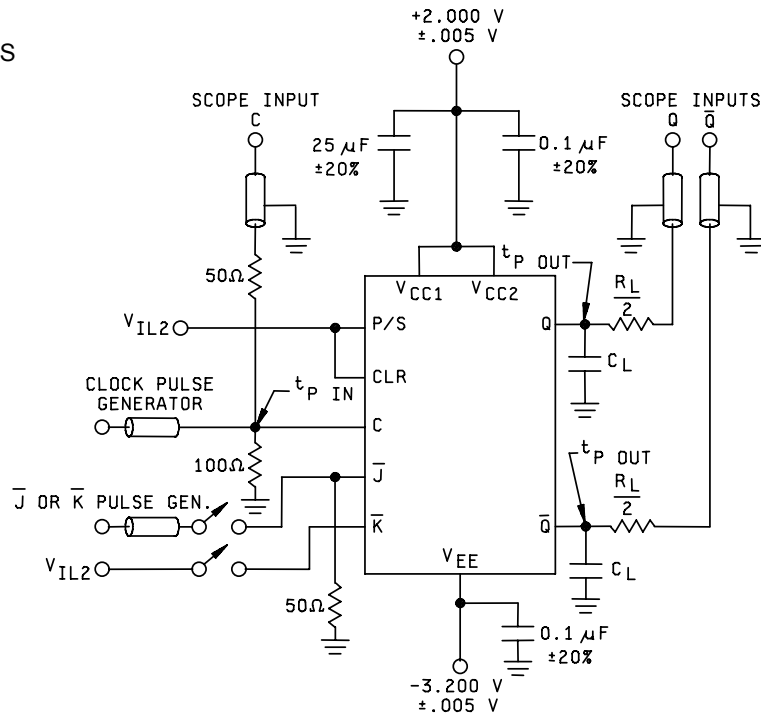 +2.000 V
±.005 V
S
SCOPE INPUT
C
SCOPE INPUTS
Q Q̅
25 µF
±20%
0.1 µF
±20%
50Ω
t P OUT
V CC1 V CC2
R L
2
V IL2
P/S
Q
CLR
C L
CLOCK PULSE
GENERATOR
t P IN
C
100Ω
J̅
t P OUT
R L
2
J̅ OR K̅ PULSE GEN.
K̅
Q̅
V IL2
V EE
C L
50Ω
0.1 µF
±20%
-3.200 V
±.005 V